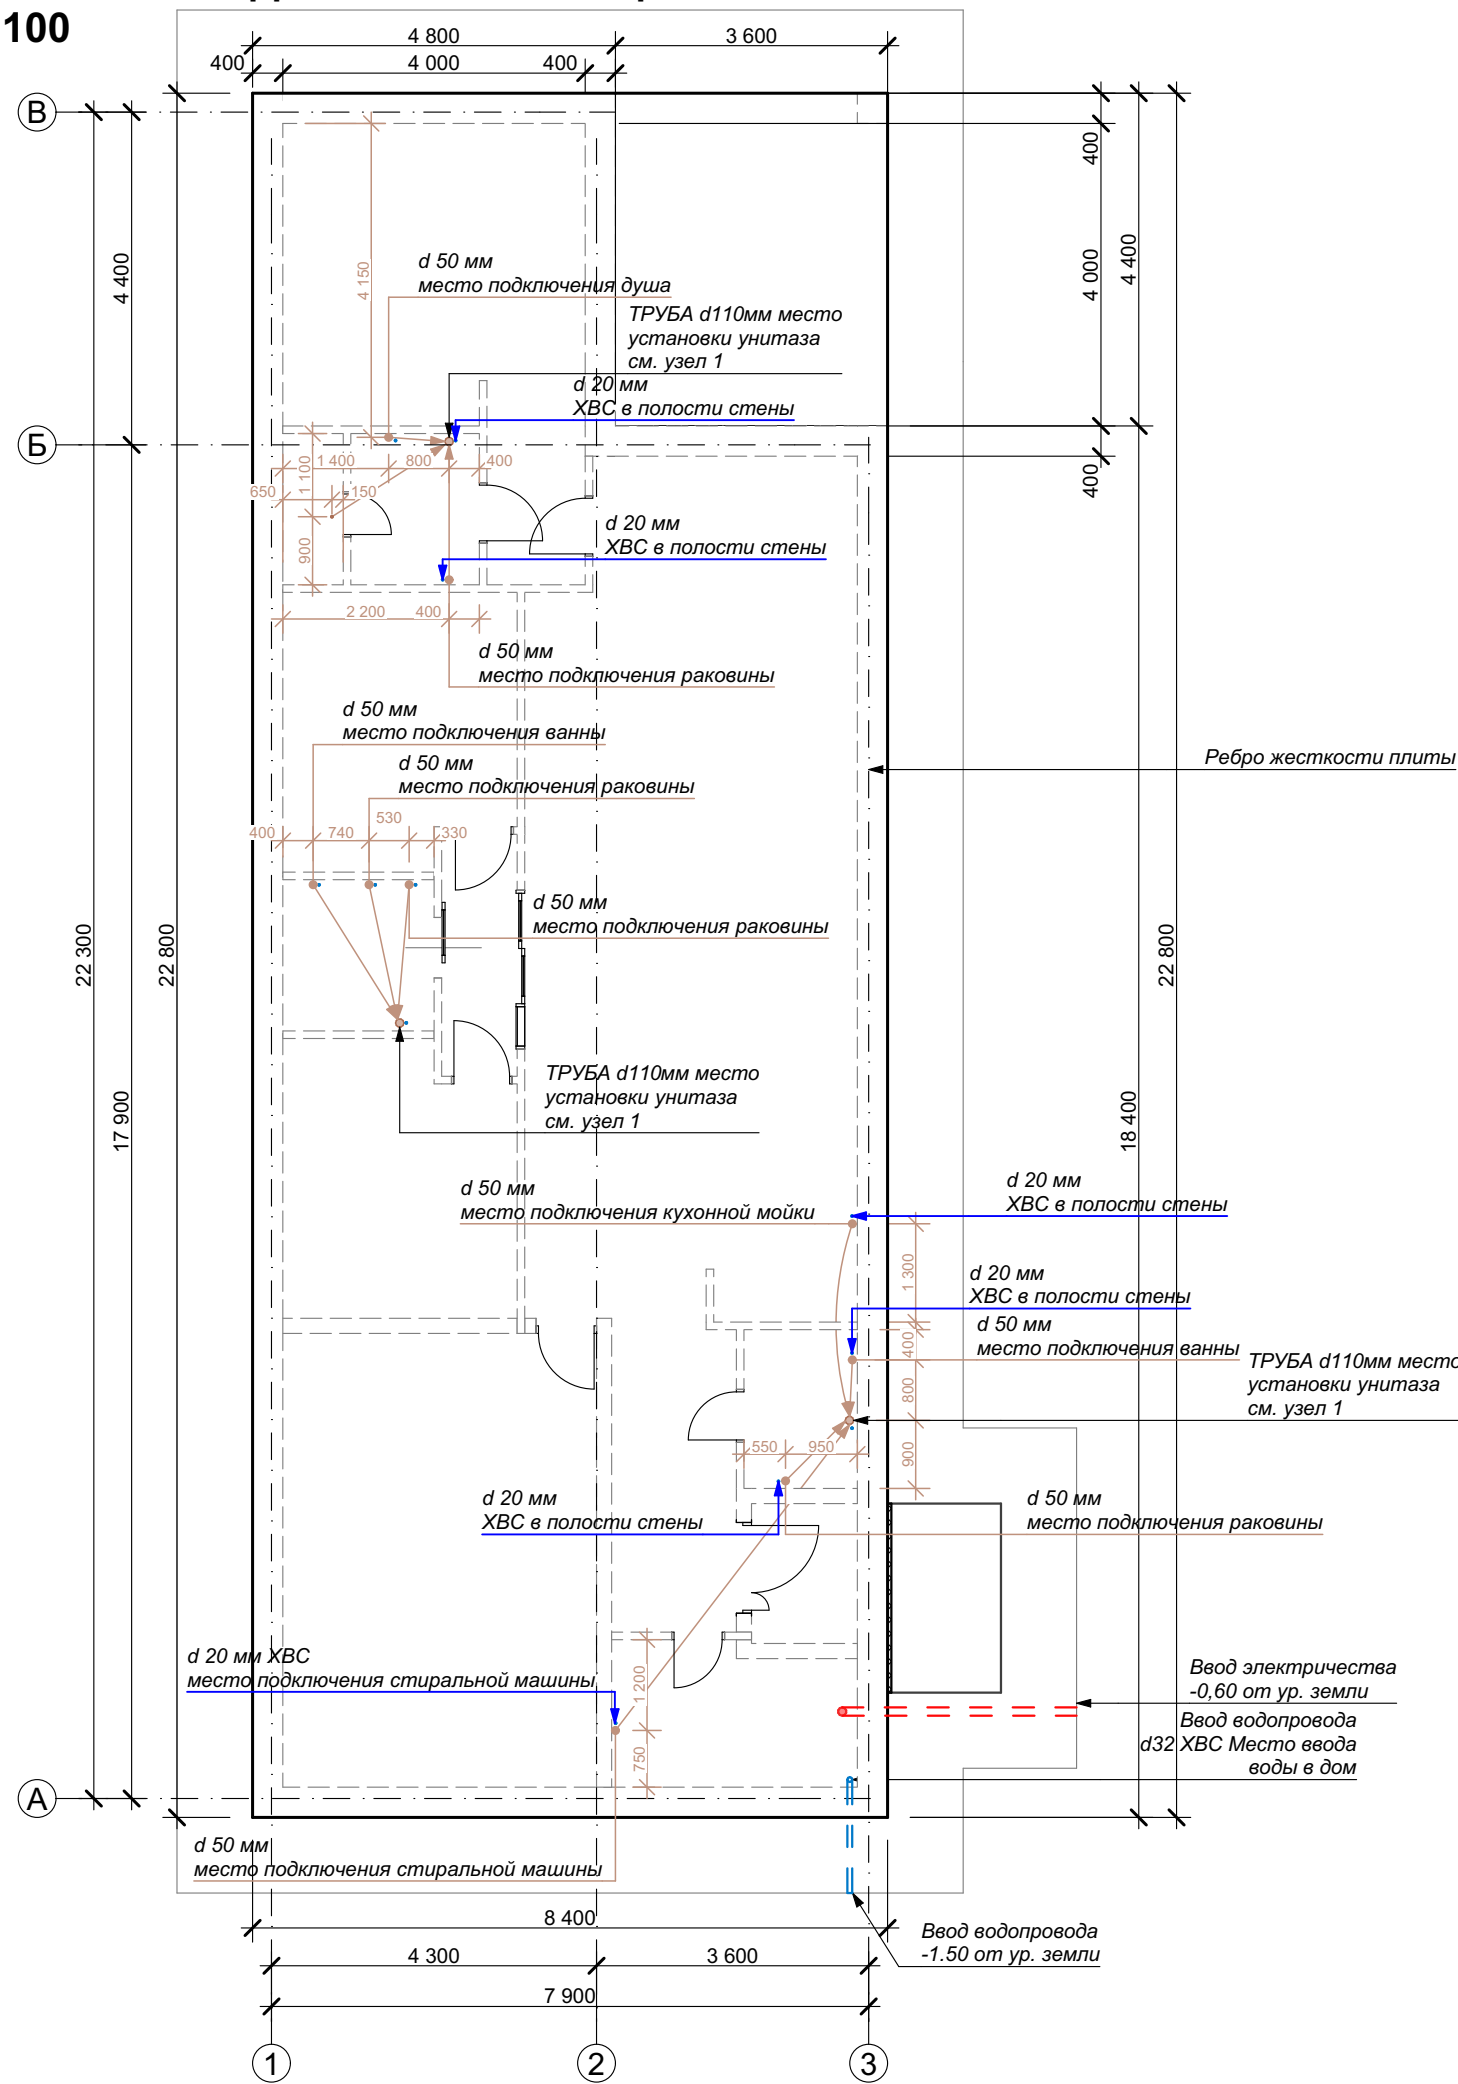 100
4 800
3 600
400
4 000
400
В
400
4 150
4 400
4 000
4 400
d 50 мм
место подключения душа
ТРУБА d110мм место
установки унитаза
см. узел 1
d 20 мм
ХВС в полости стены
Б
1 100
1 400
800
400
400
650
150
900
d 20 мм
ХВС в полости стены
2 200
400
d 50 мм
место подключения раковины
d 50 мм
место подключения ванны
d 50 мм
место подключения раковины
Ребро жесткости плиты
400
740
530
330
d 50 мм
место подключения раковины
22 300
22 800
22 800
17 900
18 400
ТРУБА d110мм место
установки унитаза
см. узел 1
d 50 мм
место подключения кухонной мойки
d 20 мм
ХВС в полости стены
1 300
d 20 мм
ХВС в полости стены
400
d 50 мм
место подключения ванны
ТРУБА d110мм место
установки унитаза
см. узел 1
800
550
950
900
d 20 мм
ХВС в полости стены
d 50 мм
место подключения раковины
d 20 мм ХВС
место подключения стиральной машины
1 200
750
Ввод электричества
-0,60 от ур. земли
Ввод водопровода
d32 ХВС Место ввода
воды в дом
А
d 50 мм
место подключения стиральной машины
8 400
Ввод водопровода
-1.50 от ур. земли
4 300
3 600
7 900
1
2
3